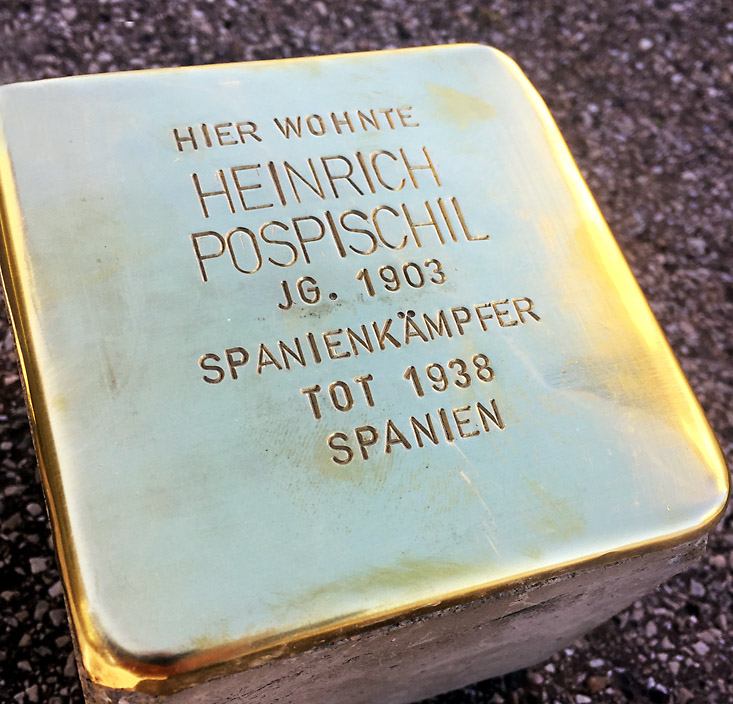 HIER WOHNTE
HEINRICH
POSPISCHIL
JG. 1903
SPANIENKÄMPFER
TOT 1938
SPANIEN